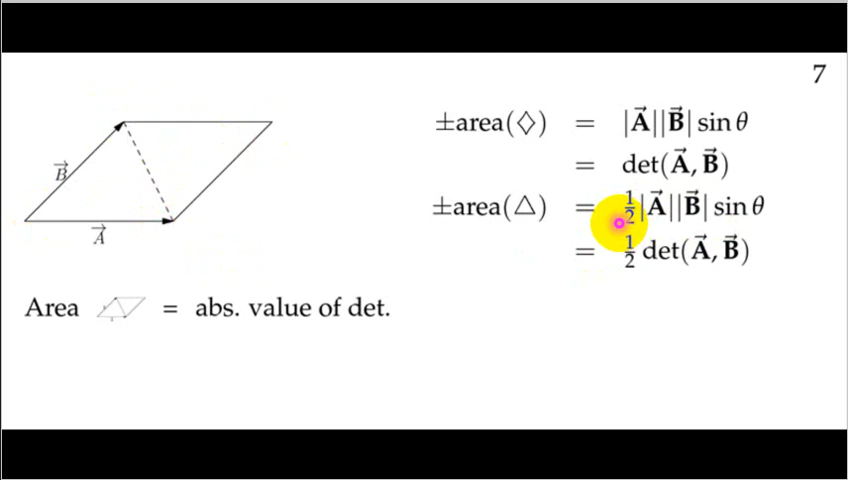 7
B⃗
A⃗
±area(◇) = |A⃗||B⃗| sin θ
= det(A⃗, B⃗)
±area(△) = ½|A⃗||B⃗| sin θ
= ½ det(A⃗, B⃗)
Area = abs. value of det.